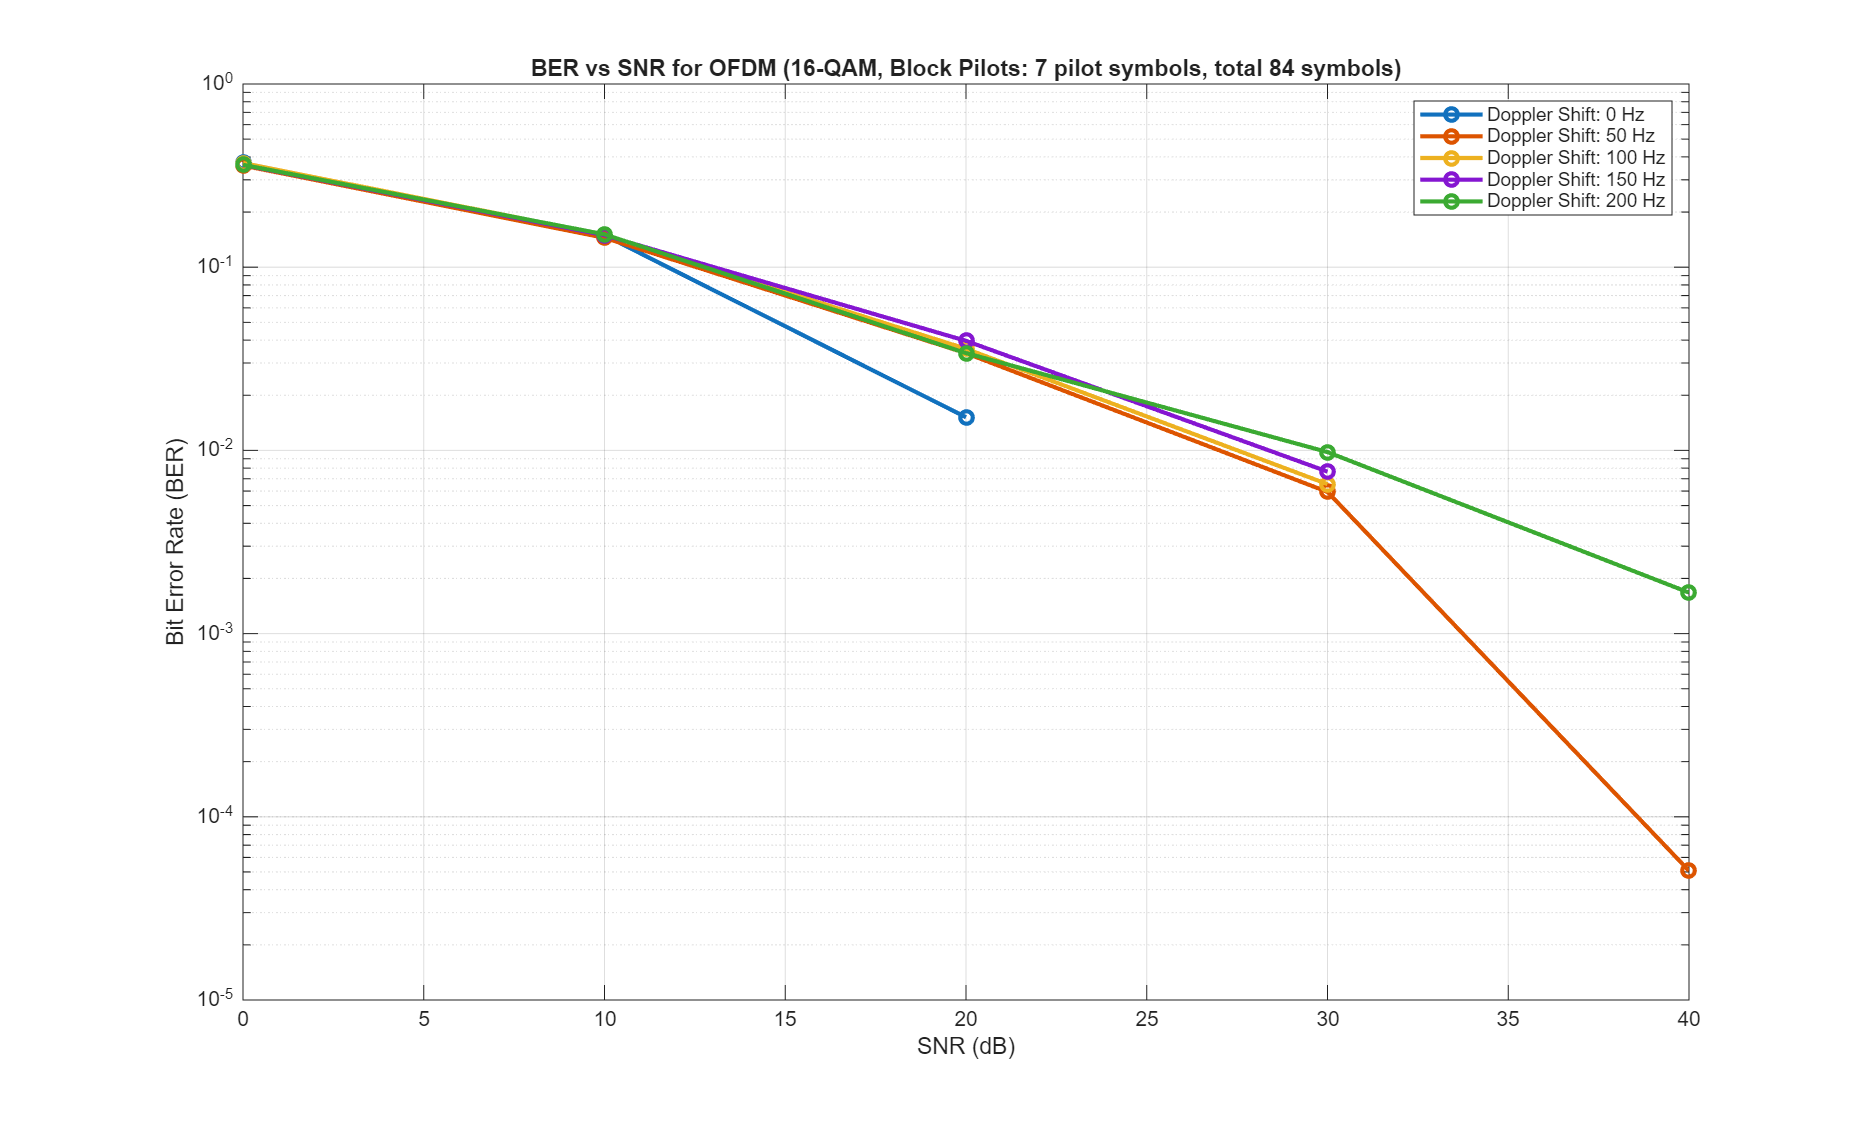 BER vs SNR for OFDM (16-QAM, Block Pilots: 7 pilot symbols, total 84 symbols)
Doppler Shift: 0 Hz
Doppler Shift: 50 Hz
Doppler Shift: 100 Hz
Doppler Shift: 150 Hz
Doppler Shift: 200 Hz
Bit Error Rate (BER)
10^0
10^-1
10^-2
10^-3
10^-4
10^-5
0 5 10 15 20 25 30 35 40
SNR (dB)